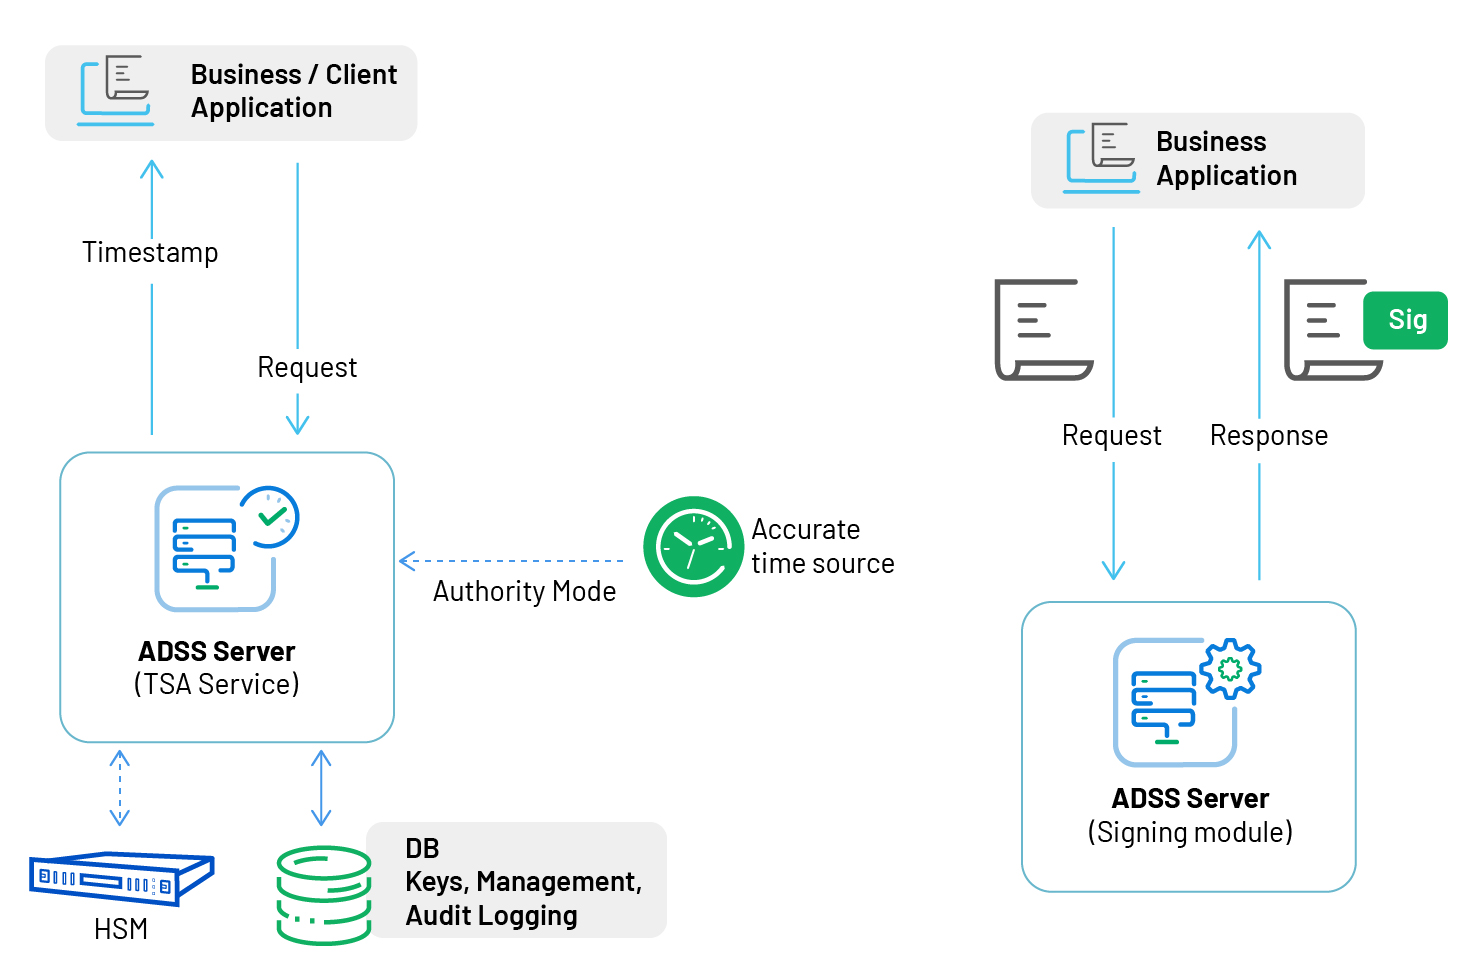 Business / Client
Application
Timestamp
Request
ADSS Server
(TSA Service)
Authority Mode
Accurate
time source
HSM
DB
Keys, Management,
Audit Logging
Business
Application
Sig
Request
Response
ADSS Server
(Signing module)